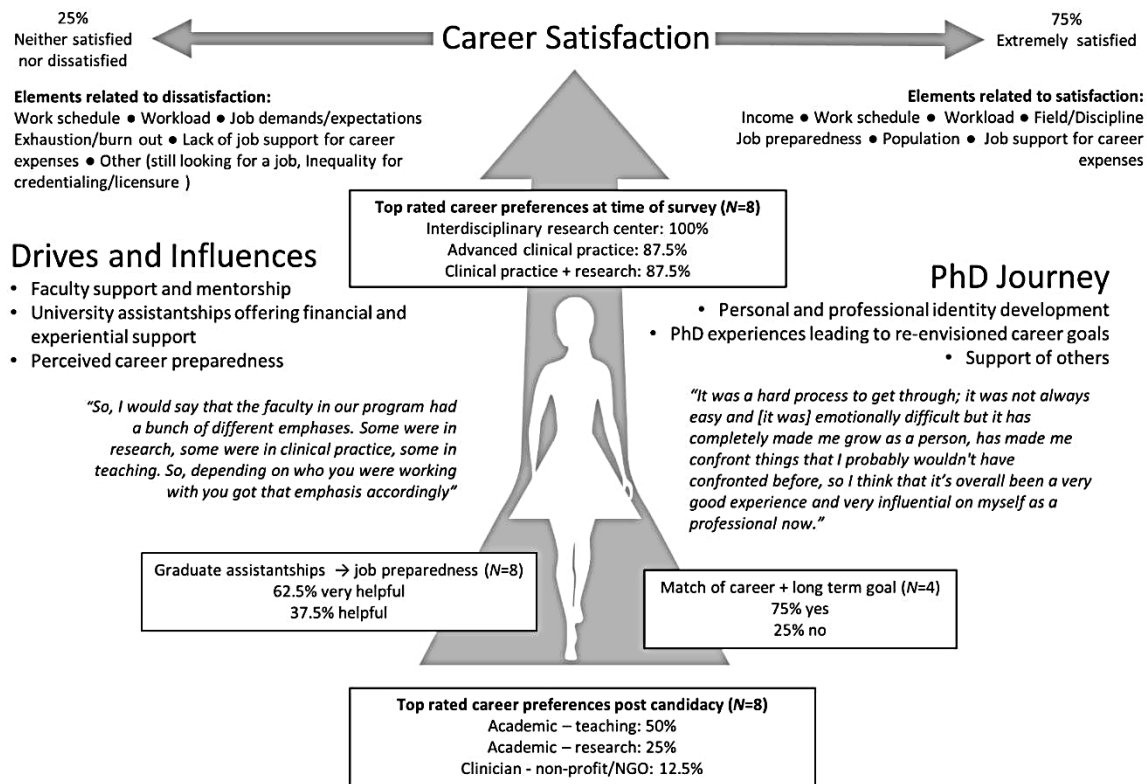 25%
Neither satisfied
nor dissatisfied
Career Satisfaction
75%
Extremely satisfied
Elements related to dissatisfaction:
Work schedule ● Workload ● Job demands/expectations
Exhaustion/burn out ● Lack of job support for career
expenses ● Other (still looking for a job, Inequality for
credentialing/licensure )
Elements related to satisfaction:
Income ● Work schedule ● Workload ● Field/Discipline
Job preparedness ● Population ● Job support for career
expenses
Top rated career preferences at time of survey (N=8)
Interdisciplinary research center: 100%
Advanced clinical practice: 87.5%
Clinical practice + research: 87.5%
Drives and Influences
• Faculty support and mentorship
• University assistantships offering financial and
experiential support
• Perceived career preparedness
PhD Journey
• Personal and professional identity development
• PhD experiences leading to re-envisioned career goals
• Support of others
“So, I would say that the faculty in our program had
a bunch of different emphases. Some were in
research, some were in clinical practice, some in
teaching. So, depending on who you were working
with you got that emphasis accordingly”
“It was a hard process to get through; it was not always
easy and [it was] emotionally difficult but it has
completely made me grow as a person, has made me
confront things that I probably wouldn't have
confronted before, so I think that it’s overall been a very
good experience and very influential on myself as a
professional now.”
Graduate assistantships → job preparedness (N=8)
62.5% very helpful
37.5% helpful
Match of career + long term goal (N=4)
75% yes
25% no
Top rated career preferences post candidacy (N=8)
Academic – teaching: 50%
Academic – research: 25%
Clinician - non-profit/NGO: 12.5%